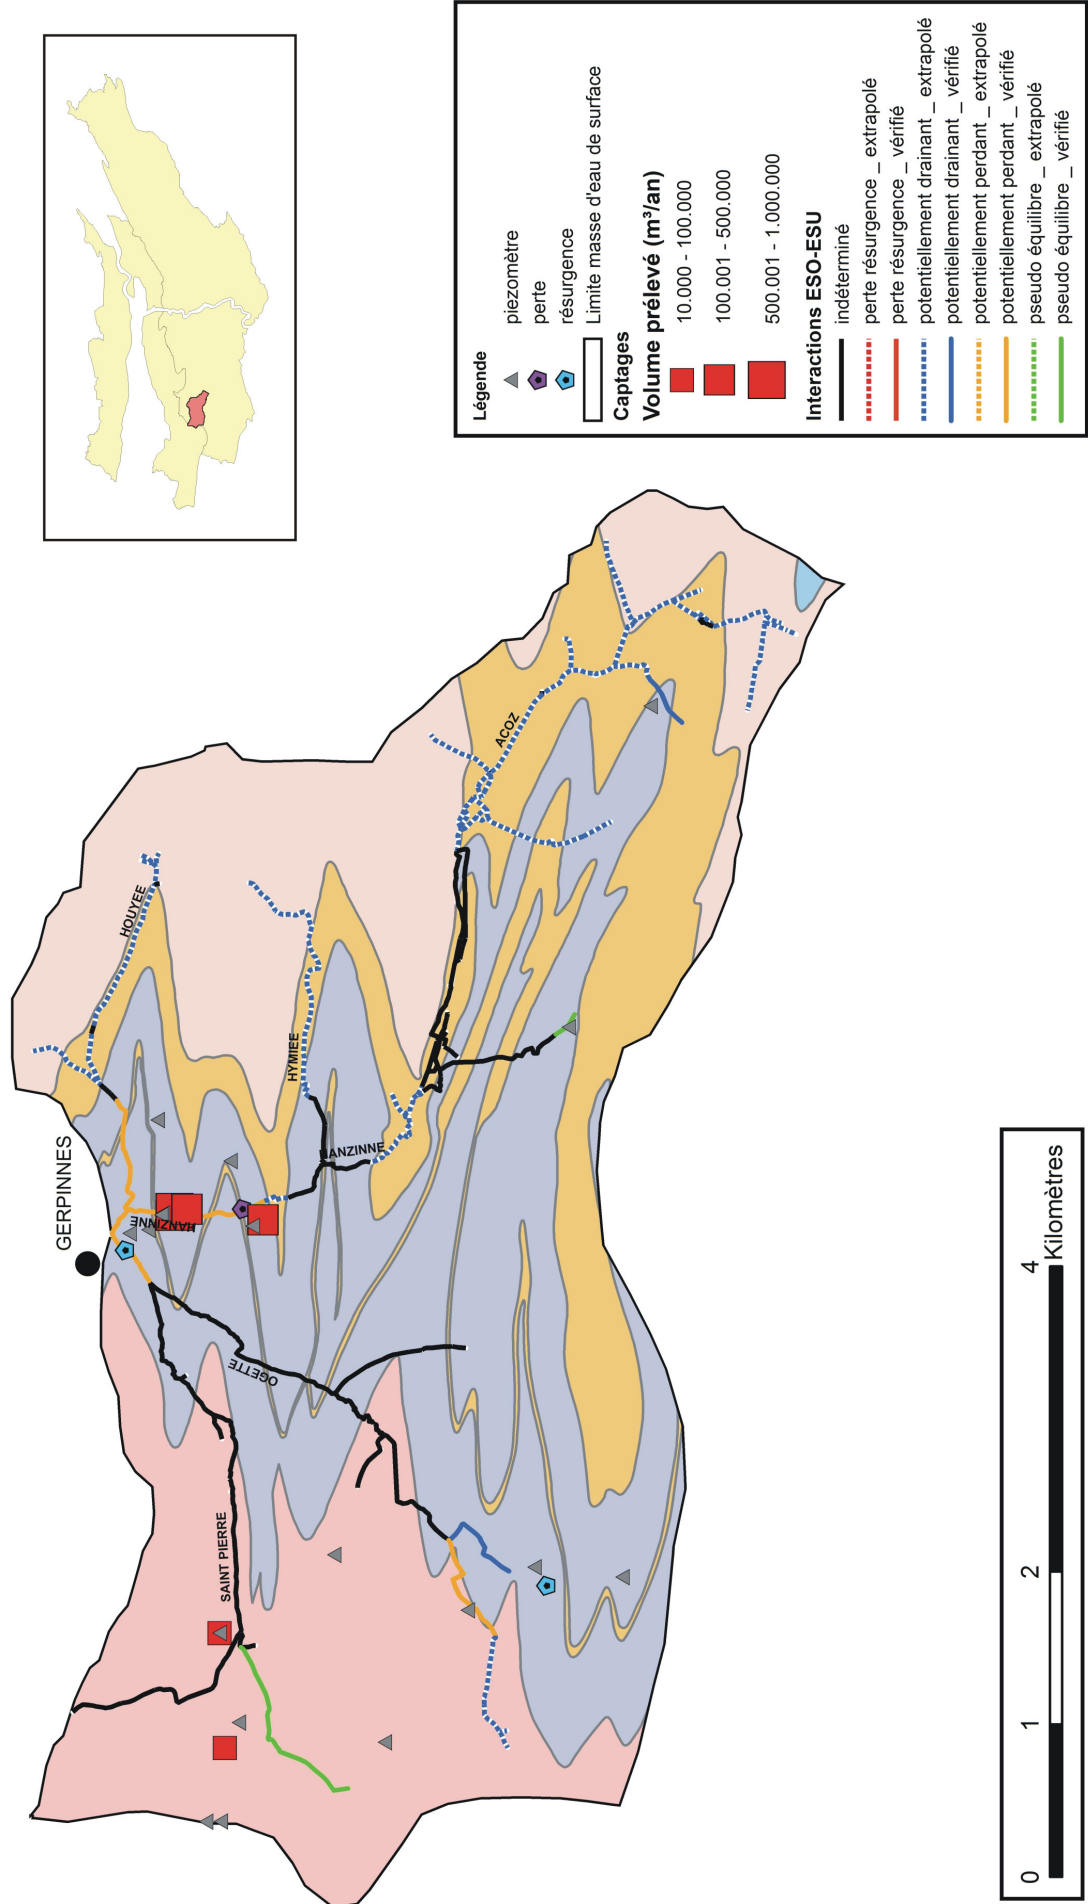 GERPINNES
HOUYEE
HYMIEE
HANZINNE
HANZINNE
ACOZ
OGETTE
SAINT PIERRE
Légende
piezomètre
perte
résurgence
Limite masse d'eau de surface
Captages
Volume prélevé (m³/an)
10.000 - 100.000
100.001 - 500.000
500.001 - 1.000.000
Interactions ESO-ESU
indéterminé
perte résurgence _ extrapolé
perte résurgence _ vérifié
potentiellement drainant _ extrapolé
potentiellement drainant _ vérifié
potentiellement perdant _ extrapolé
potentiellement perdant _ vérifié
pseudo équilibre _ extrapolé
pseudo équilibre _ vérifié
0 1 2 4
Kilomètres